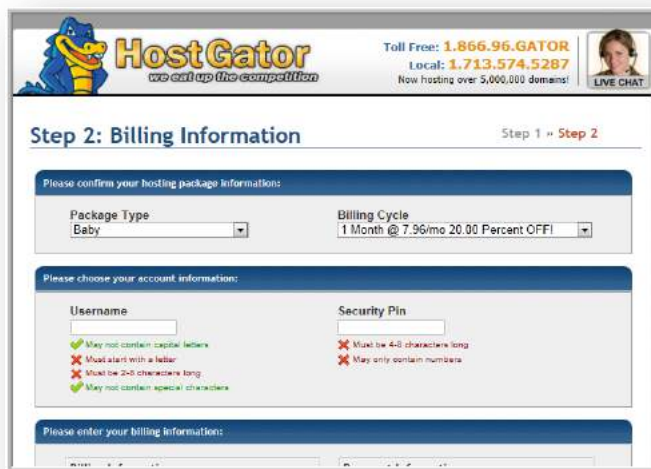 HostGator
we eat up the competition
Toll Free: 1.866.96.GATOR
Local: 1.713.574.5287
Now hosting over 5,000,000 domains!
LIVE CHAT
Step 2: Billing Information
Step 1 » Step 2
Please confirm your hosting package information:
Package Type
Baby
Billing Cycle
1 Month @ 7.96/mo 20.00 Percent OFF!
Please choose your account information:
Username
May not contain capital letters
Must start with a letter
Must be 2-8 characters long
May not contain special characters
Security Pin
Must be 4-8 characters long
May only contain numbers
Please enter your billing information: